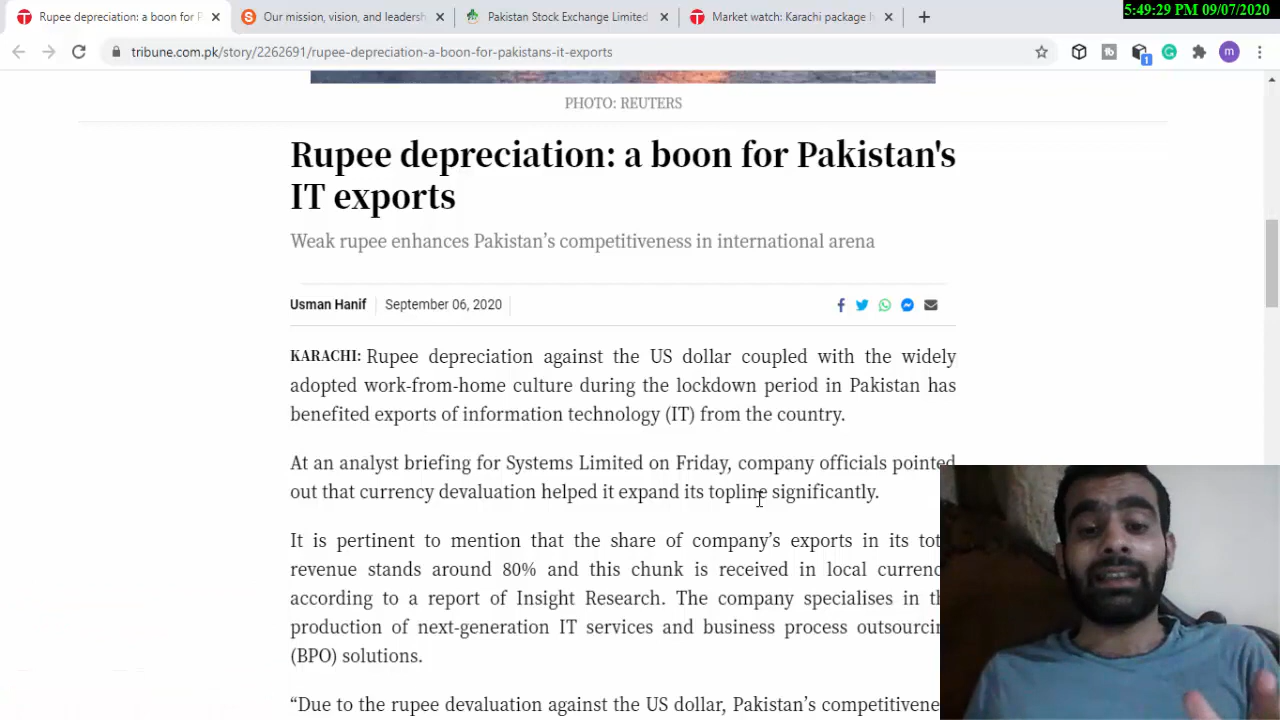 Rupee depreciation: a boon for P
Our mission, vision, and leadersh
Pakistan Stock Exchange Limited
Market watch: Karachi package h
5:49:29 PM 09/07/2020
tribune.com.pk/story/2262691/rupee-depreciation-a-boon-for-pakistans-it-exports
1
m
PHOTO: REUTERS
Rupee depreciation: a boon for Pakistan's
IT exports
Weak rupee enhances Pakistan’s competitiveness in international arena
Usman Hanif
September 06, 2020
KARACHI: Rupee depreciation against the US dollar coupled with the widely
adopted work-from-home culture during the lockdown period in Pakistan has
benefited exports of information technology (IT) from the country.
At an analyst briefing for Systems Limited on Friday, company officials pointed
out that currency devaluation helped it expand its topline significantly.
It is pertinent to mention that the share of company’s exports in its
revenue stands around 80% and this chunk is received in local
according to a report of Insight Research. The company specialises in
production of next-generation IT services and business process
(BPO) solutions.
“Due to the rupee devaluation against the US dollar, Pakistan’s